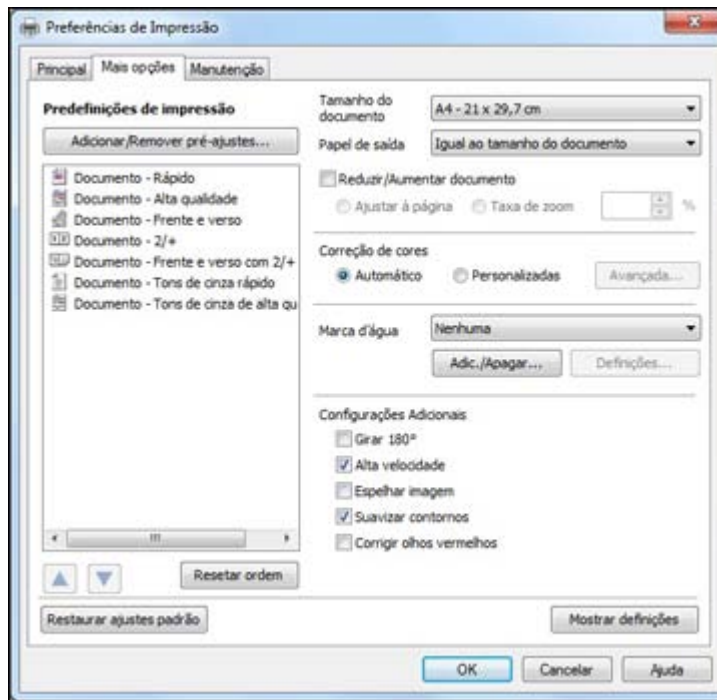 Preferências de Impressão
Principal
Mais opções
Manutenção
Predefinições de impressão
Adicionar/Remover pré-ajustes...
Documento - Rápido
Documento - Alta qualidade
Documento - Frente e verso
Documento - 2/+
Documento - Frente e verso com 2/+
Documento - Tons de cinza rápido
Documento - Tons de cinza de alta qu
Resetar ordem
Tamanho do
documento
A4 - 21 x 29,7 cm
Papel de saída
Igual ao tamanho do documento
Reduzir/Aumentar documento
Ajustar à página
Taxa de zoom
%
Correção de cores
Automático
Personalizadas
Avançada...
Marca d'água
Nenhuma
Adic./Apagar...
Definições...
Configurações Adicionais
Girar 180°
Alta velocidade
Espelhar imagem
Suavizar contornos
Corrigir olhos vermelhos
Restaurar ajustes padrão
Mostrar definições
OK
Cancelar
Ajuda